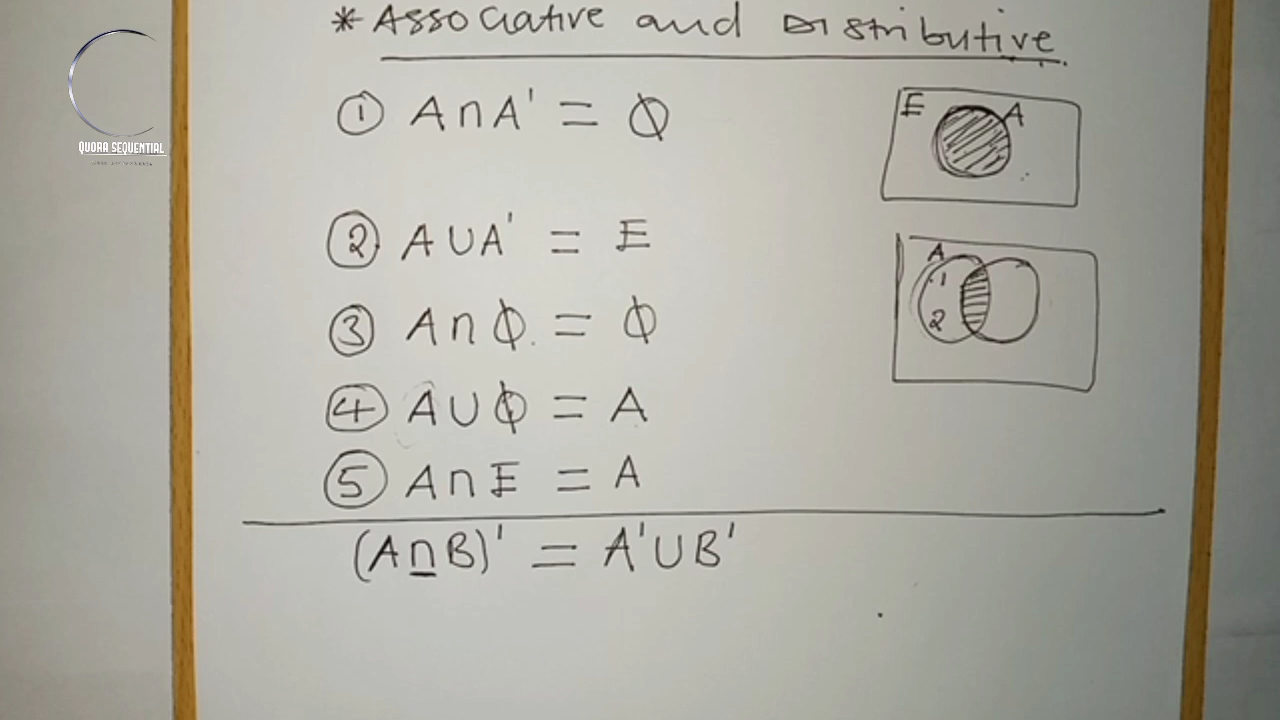 * Associative and Distributive.
QUORA SEQUENTIAL
① A∩A' = ϕ
E A
② A∪A' = E
A
1
2
③ A∩ϕ. = ϕ
④ A∪ϕ = A
⑤ A∩E = A
(A∩B)' = A'∪B'